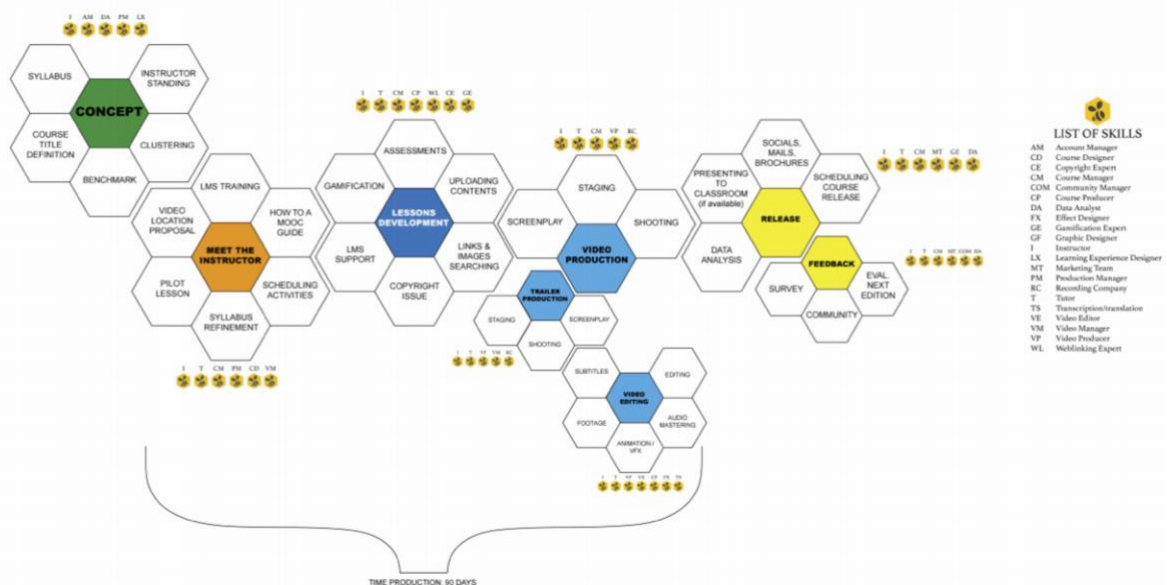 I AM DA PM LX
SYLLABUS
INSTRUCTOR
STANDING
CONCEPT
COURSE
TITLE
DEFINITION
CLUSTERING
BENCHMARK
LMS TRAINING
VIDEO
LOCATION
PROPOSAL
HOW TO A
MOOC
GUIDE
MEET THE
INSTRUCTOR
PILOT
LESSON
SCHEDULING
ACTIVITIES
SYLLABUS
REFINEMENT
I T CM PM CD VM
I T CM CP WL CE GE
ASSESSMENTS
GAMIFICATION
UPLOADING
CONTENTS
LESSONS
DEVELOPMENT
LMS
SUPPORT
LINKS &
IMAGES
SEARCHING
COPYRIGHT
ISSUE
I T CM VP RC
STAGING
SCREENPLAY
SHOOTING
VIDEO
PRODUCTION
TRAILER
PRODUCTION
STAGING
SCREENPLAY
SHOOTING
I T VP VM RC
SUBTITLES
EDITING
VIDEO
EDITING
FOOTAGE
AUDIO
MASTERING
ANIMATION /
VFX
SOCIALS,
MAILS,
BROCHURES
PRESENTING
TO
CLASSROOM
(if available)
SCHEDULING
COURSE
RELEASE
RELEASE
DATA
ANALYSIS
I T CM MT GE DA
FEEDBACK
SURVEY
EVAL.
NEXT
EDITION
COMMUNITY
I T CM MT COM DA
TIME PRODUCTION: 90 DAYS
LIST OF SKILLS
AM Account Manager
CD Course Designer
CE Copyright Expert
CM Course Manager
COM Community Manager
CP Course Producer
DA Data Analyst
FX Effect Designer
GE Gamification Expert
GF Graphic Designer
I Instructor
LX Learning Experience Designer
MT Marketing Team
PM Production Manager
RC Recording Company
T Tutor
TS Transcription/translation
VE Video Editor
VM Video Manager
VP Video Producer
WL Weblinking Expert